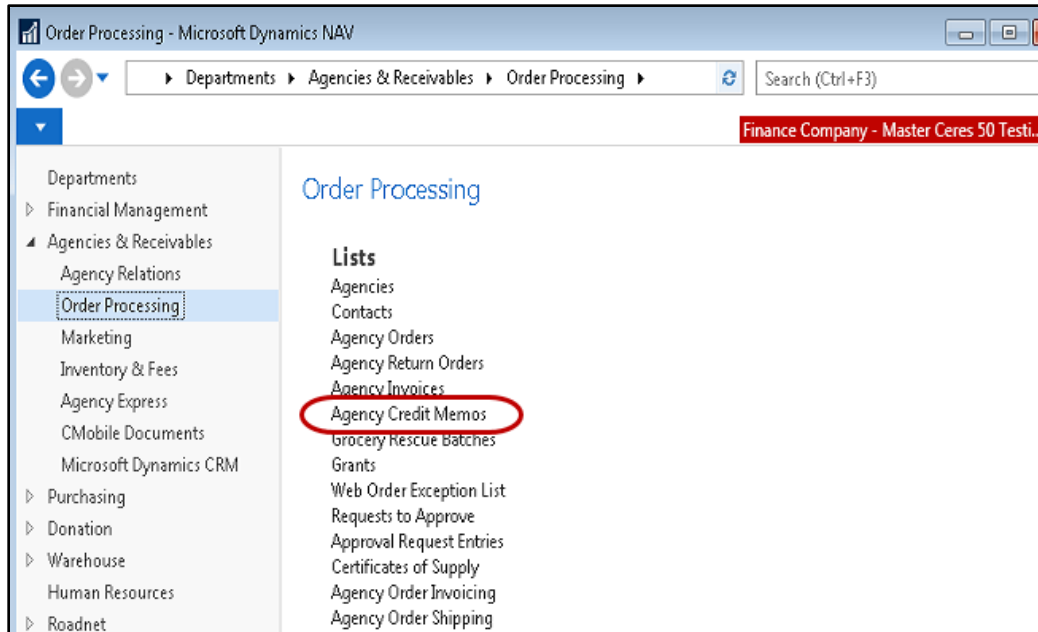 Order Processing - Microsoft Dynamics NAV
Departments Agencies & Receivables Order Processing
Search (Ctrl+F3)
Finance Company - Master Ceres 50 Testi...
Departments
Financial Management
Agencies & Receivables
Agency Relations
Order Processing
Marketing
Inventory & Fees
Agency Express
CMobile Documents
Microsoft Dynamics CRM
Purchasing
Donation
Warehouse
Human Resources
Roadnet
Order Processing
Lists
Agencies
Contacts
Agency Orders
Agency Return Orders
Agency Invoices
Agency Credit Memos
Grocery Rescue Batches
Grants
Web Order Exception List
Requests to Approve
Approval Request Entries
Certificates of Supply
Agency Order Invoicing
Agency Order Shipping